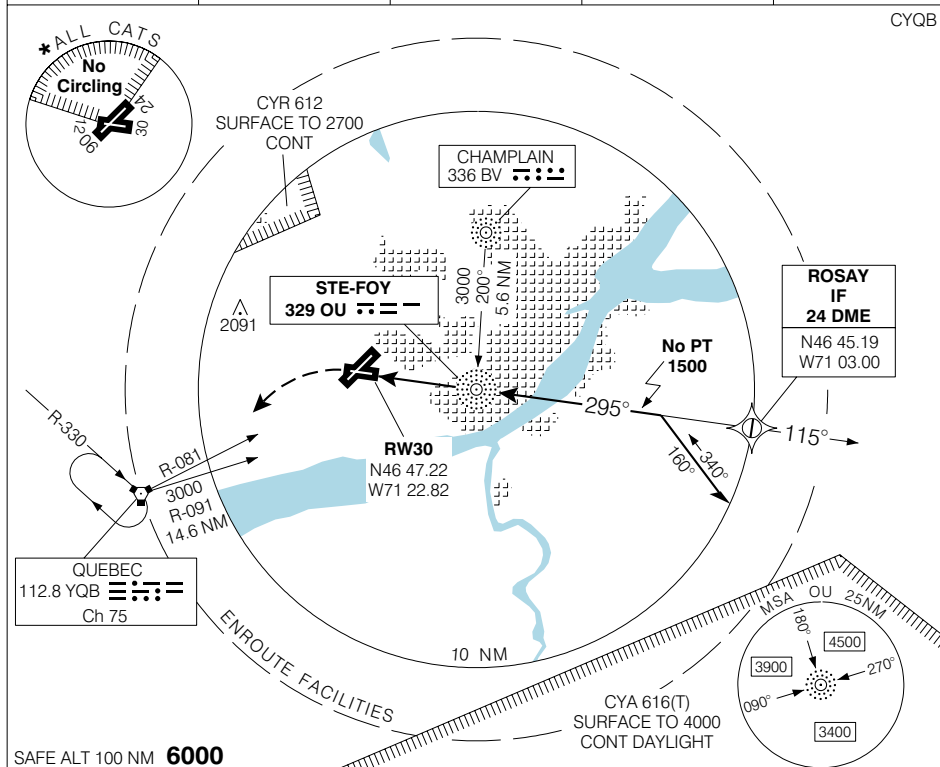 CYQB
*ALL CATS
No
Circling
24
30
12
06
CYR 612
SURFACE TO 2700
CONT
CHAMPLAIN
336 BV
3000
200°
5.6 NM
STE-FOY
329 OU
2091
ROSAY
IF
24 DME
N46 45.19
W71 03.00
No PT
1500
295°
115°
340°
160°
RW30
N46 47.22
W71 22.82
R-330
R-081
3000
R-091
14.6 NM
QUEBEC
112.8 YQB
Ch 75
ENROUTE FACILITIES
10 NM
MSA OU 25NM
180°
4500
3900
270°
090°
3400
CYA 616(T)
SURFACE TO 4000
CONT DAYLIGHT
SAFE ALT 100 NM 6000